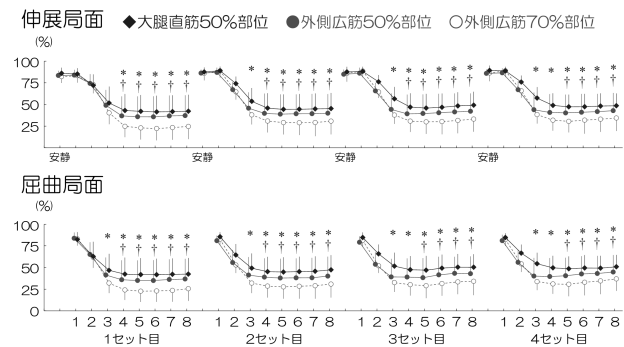 伸展局面 ◆大腿直筋50%部位 ●外側広筋50%部位 ○外側広筋70%部位
(%)
100
* * * * * * * * * * * * * * * * * * * * * * *
† † † † † † † † † † † † † † † † † † †
75
50
25
安静 安静 安静 安静
屈曲局面
(%)
100
* * * * * * * * * * * * * * * * * * * * * * * *
† † † † † † † † † † † † † † † † † †
75
50
25
0
1 2 3 4 5 6 7 8 1 2 3 4 5 6 7 8 1 2 3 4 5 6 7 8 1 2 3 4 5 6 7 8
1セット目 2セット目 3セット目 4セット目